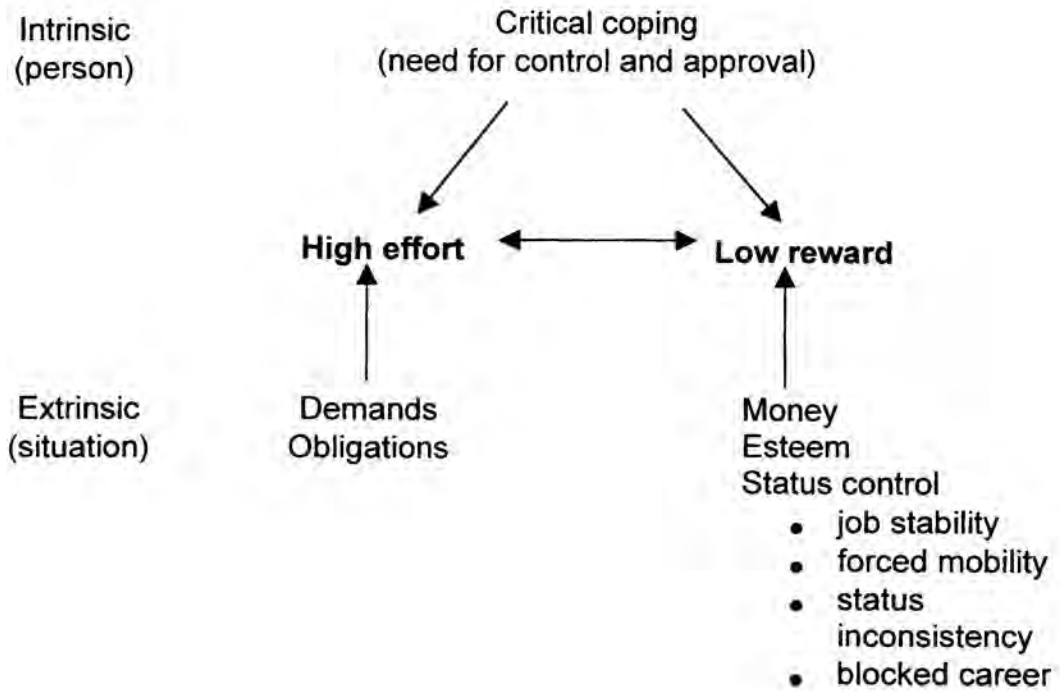 Intrinsic
(person)
Critical coping
(need for control and approval)
High effort
Low reward
Extrinsic
(situation)
Demands
Obligations
Money
Esteem
Status control
• job stability
• forced mobility
• status
inconsistency
• blocked career